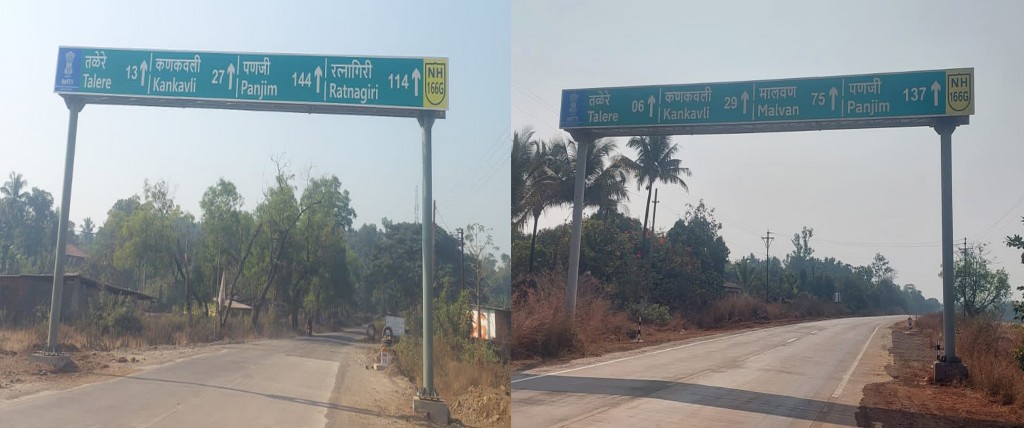 तळेरे
Talere 13
कणकवली
Kankavli 27
पणजी
Panjim 144
रत्नागिरी
Ratnagiri 114
NH
166G
तळेरे
Talere 06
कणकवली
Kankavli 29
मालवण
Malvan 75
पणजी
Panjim 137
NH
166G